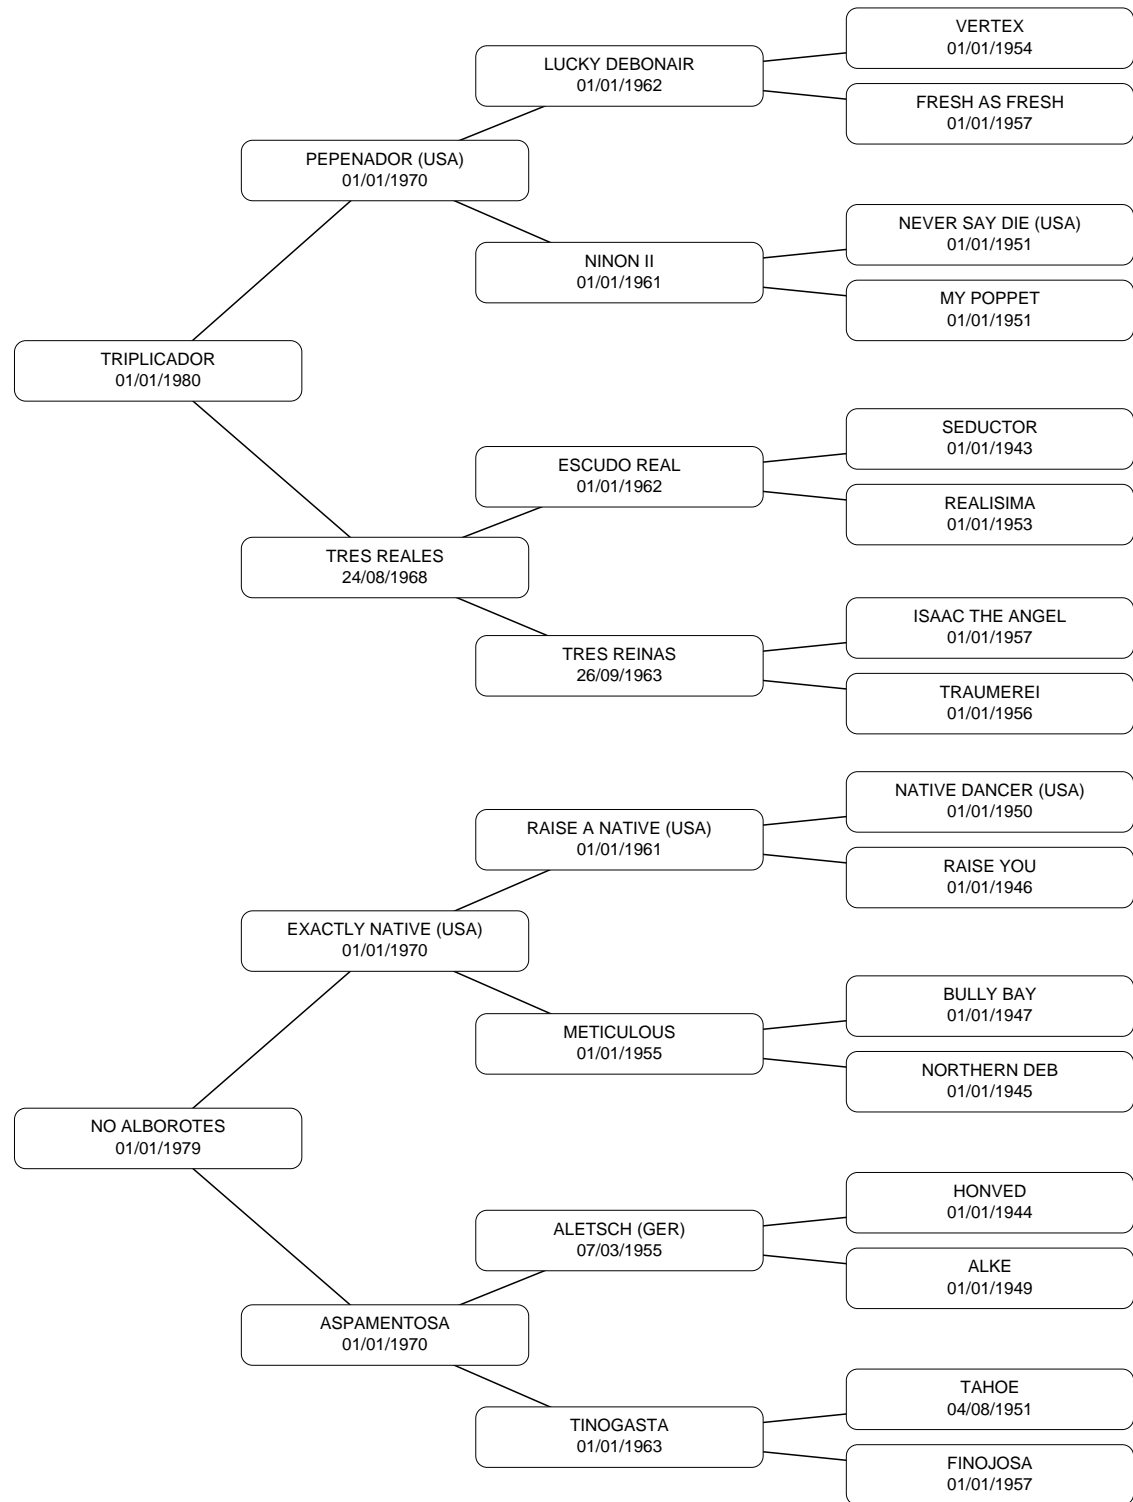 VERTEX
01/01/1954
LUCKY DEBONAIR
01/01/1962
FRESH AS FRESH
01/01/1957
PEPENADOR (USA)
01/01/1970
NEVER SAY DIE (USA)
01/01/1951
NINON II
01/01/1961
MY POPPET
01/01/1951
TRIPLICADOR
01/01/1980
SEDUCTOR
01/01/1943
ESCUDO REAL
01/01/1962
REALISIMA
01/01/1953
TRES REALES
24/08/1968
ISAAC THE ANGEL
01/01/1957
TRES REINAS
26/09/1963
TRAUMEREI
01/01/1956
NATIVE DANCER (USA)
01/01/1950
RAISE A NATIVE (USA)
01/01/1961
RAISE YOU
01/01/1946
EXACTLY NATIVE (USA)
01/01/1970
BULLY BAY
01/01/1947
METICULOUS
01/01/1955
NORTHERN DEB
01/01/1945
NO ALBOROTES
01/01/1979
HONVED
01/01/1944
ALETSCH (GER)
07/03/1955
ALKE
01/01/1949
ASPAMENTOSA
01/01/1970
TAHOE
04/08/1951
TINOGASTA
01/01/1963
FINOJOSA
01/01/1957